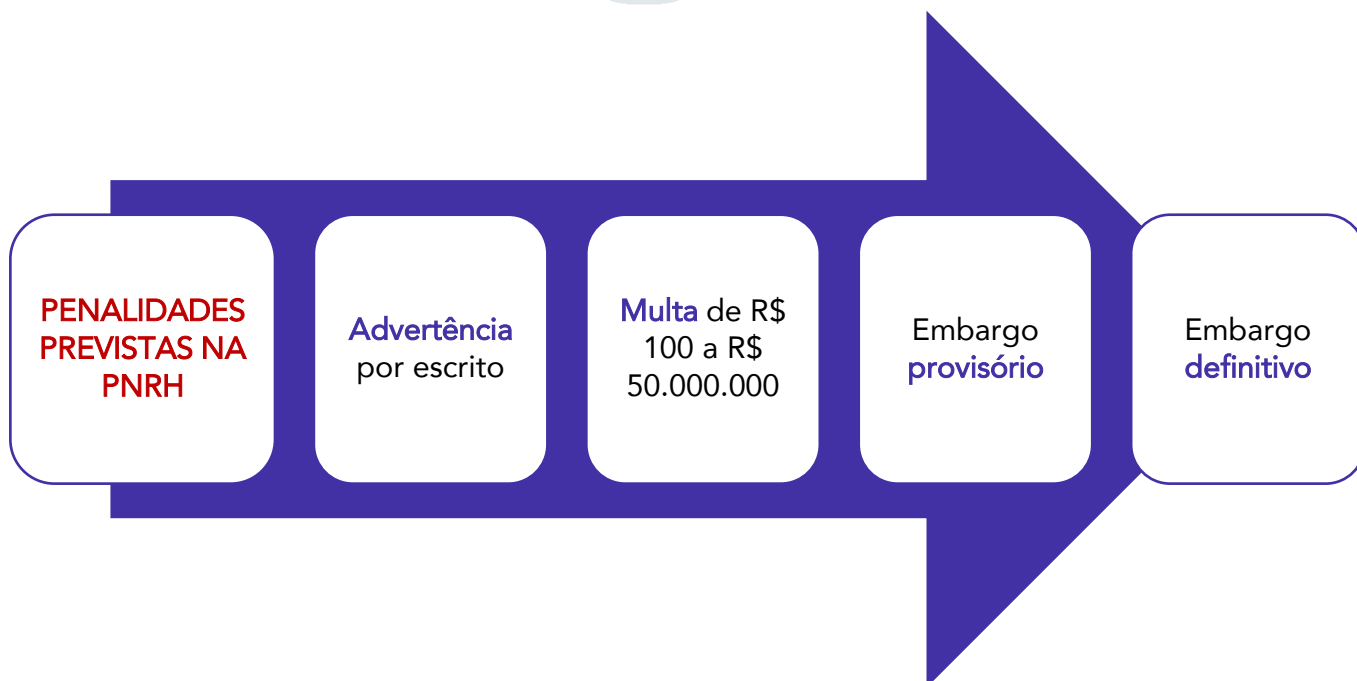 PENALIDADES
PREVISTAS NA
PNRH
Advertência
por escrito
Multa de R$
100 a R$
50.000.000
Embargo
provisório
Embargo
definitivo